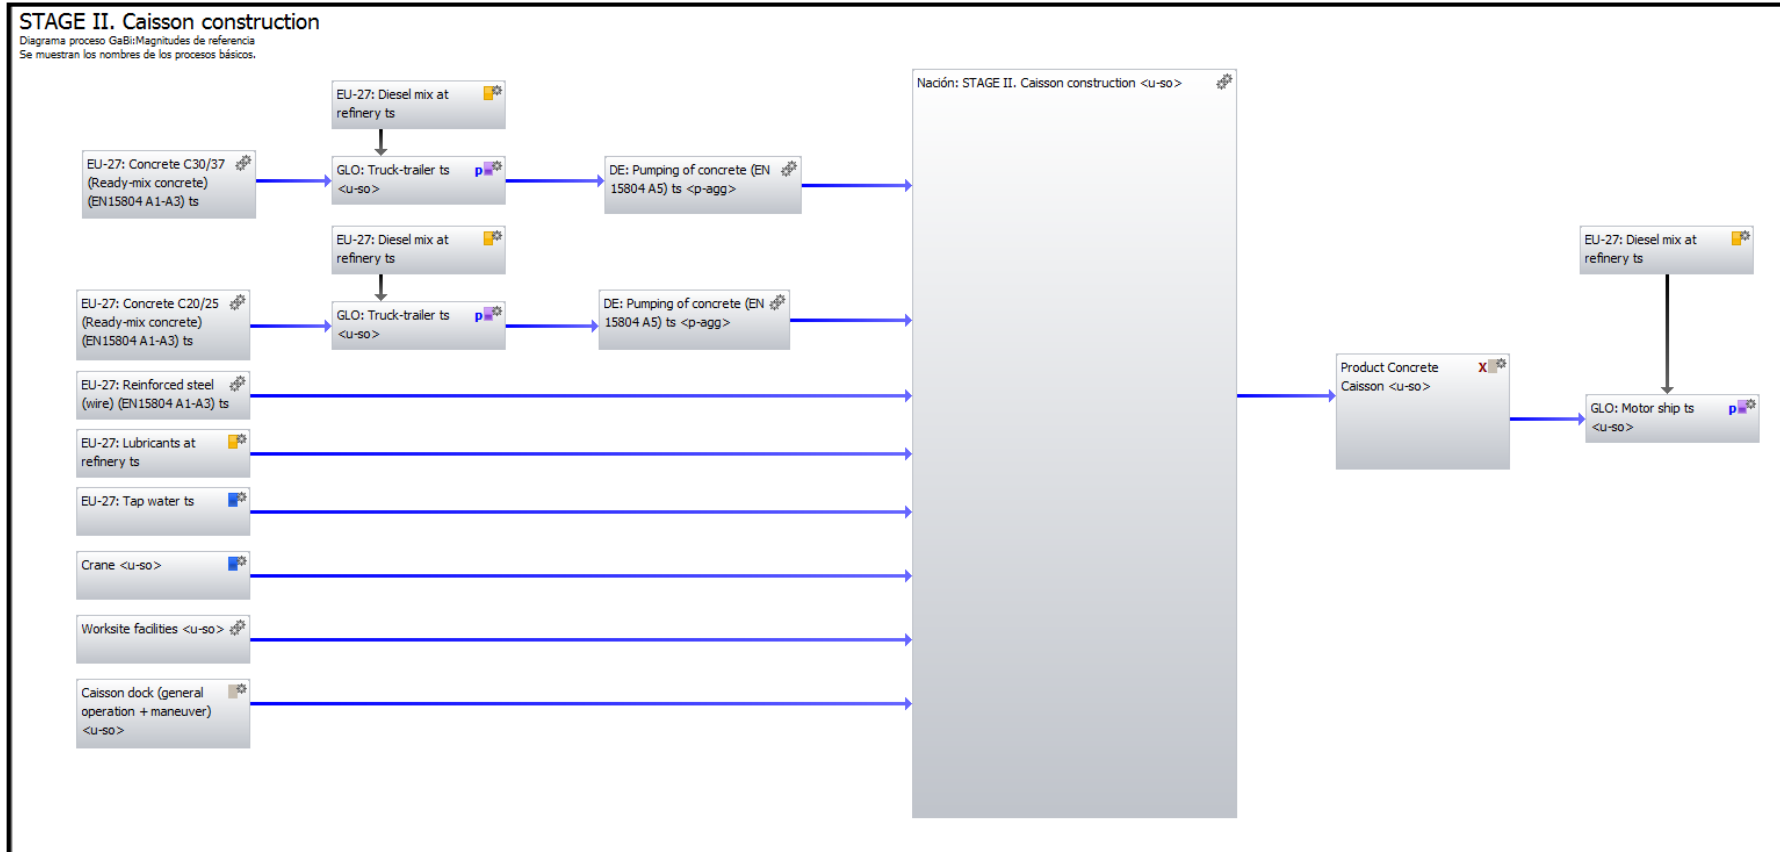 STAGE II. Caisson construction
Diagrama proceso GaBi:Magnitudes de referencia
Se muestran los nombres de los procesos básicos.
EU-27: Diesel mix at
refinery ts
EU-27: Concrete C30/37
(Ready-mix concrete)
(EN15804 A1-A3) ts
GLO: Truck-trailer ts
<u-so>
p
DE: Pumping of concrete (EN
15804 A5) ts <p-agg>
EU-27: Diesel mix at
refinery ts
EU-27: Concrete C20/25
(Ready-mix concrete)
(EN15804 A1-A3) ts
GLO: Truck-trailer ts
<u-so>
p
DE: Pumping of concrete (EN
15804 A5) ts <p-agg>
EU-27: Reinforced steel
(wire) (EN15804 A1-A3) ts
EU-27: Lubricants at
refinery ts
EU-27: Tap water ts
Crane <u-so>
Worksite facilities <u-so>
Caisson dock (general
operation + maneuver)
<u-so>
Nación: STAGE II. Caisson construction <u-so>
Product Concrete
Caisson <u-so>
X
EU-27: Diesel mix at
refinery ts
GLO: Motor ship ts
<u-so>
p